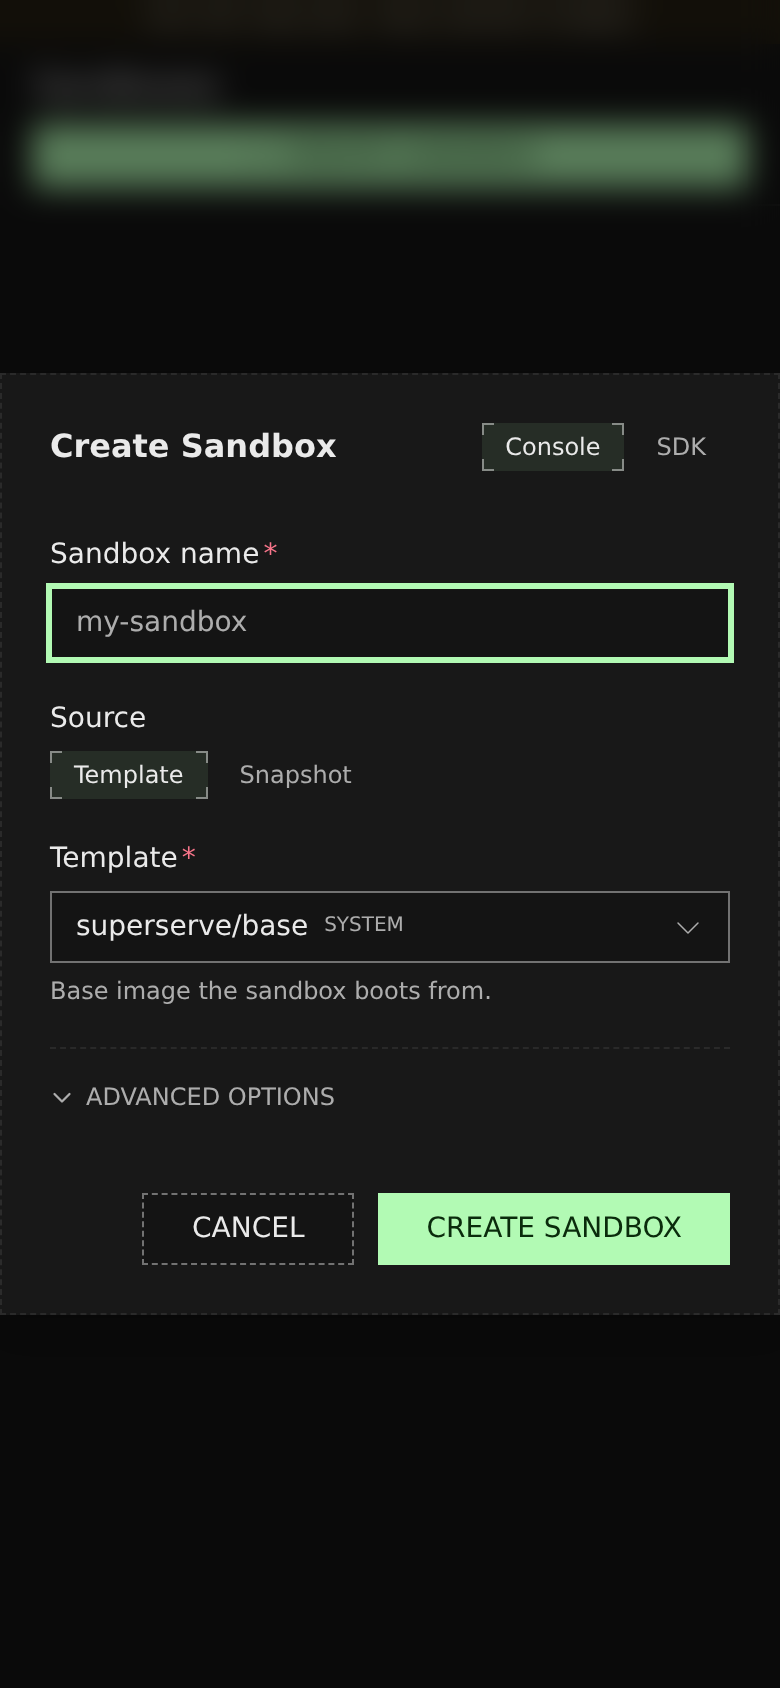 Create Sandbox
Console SDK
Sandbox name*
my-sandbox
Source
Template Snapshot
Template*
superserve/base SYSTEM
Base image the sandbox boots from.
ADVANCED OPTIONS
CANCEL CREATE SANDBOX